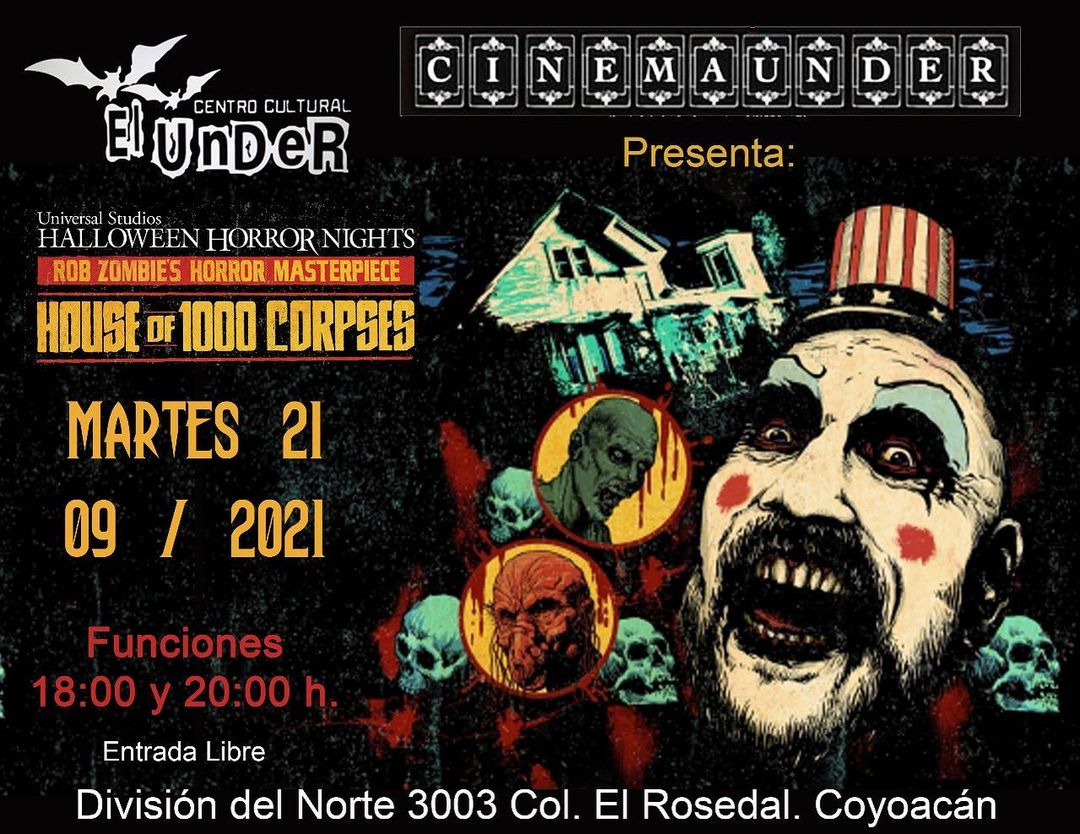 CENTRO CULTURAL
El UnDeR
CINEMAUNDER
Presenta:
Universal Studios
HALLOWEEN HORROR NIGHTS
ROB ZOMBIE'S HORROR MASTERPIECE
HOUSE OF 1000 CORPSES
MARTES 21
09 / 2021
Funciones
18:00 y 20:00 h.
Entrada Libre
División del Norte 3003 Col. El Rosedal. Coyoacán